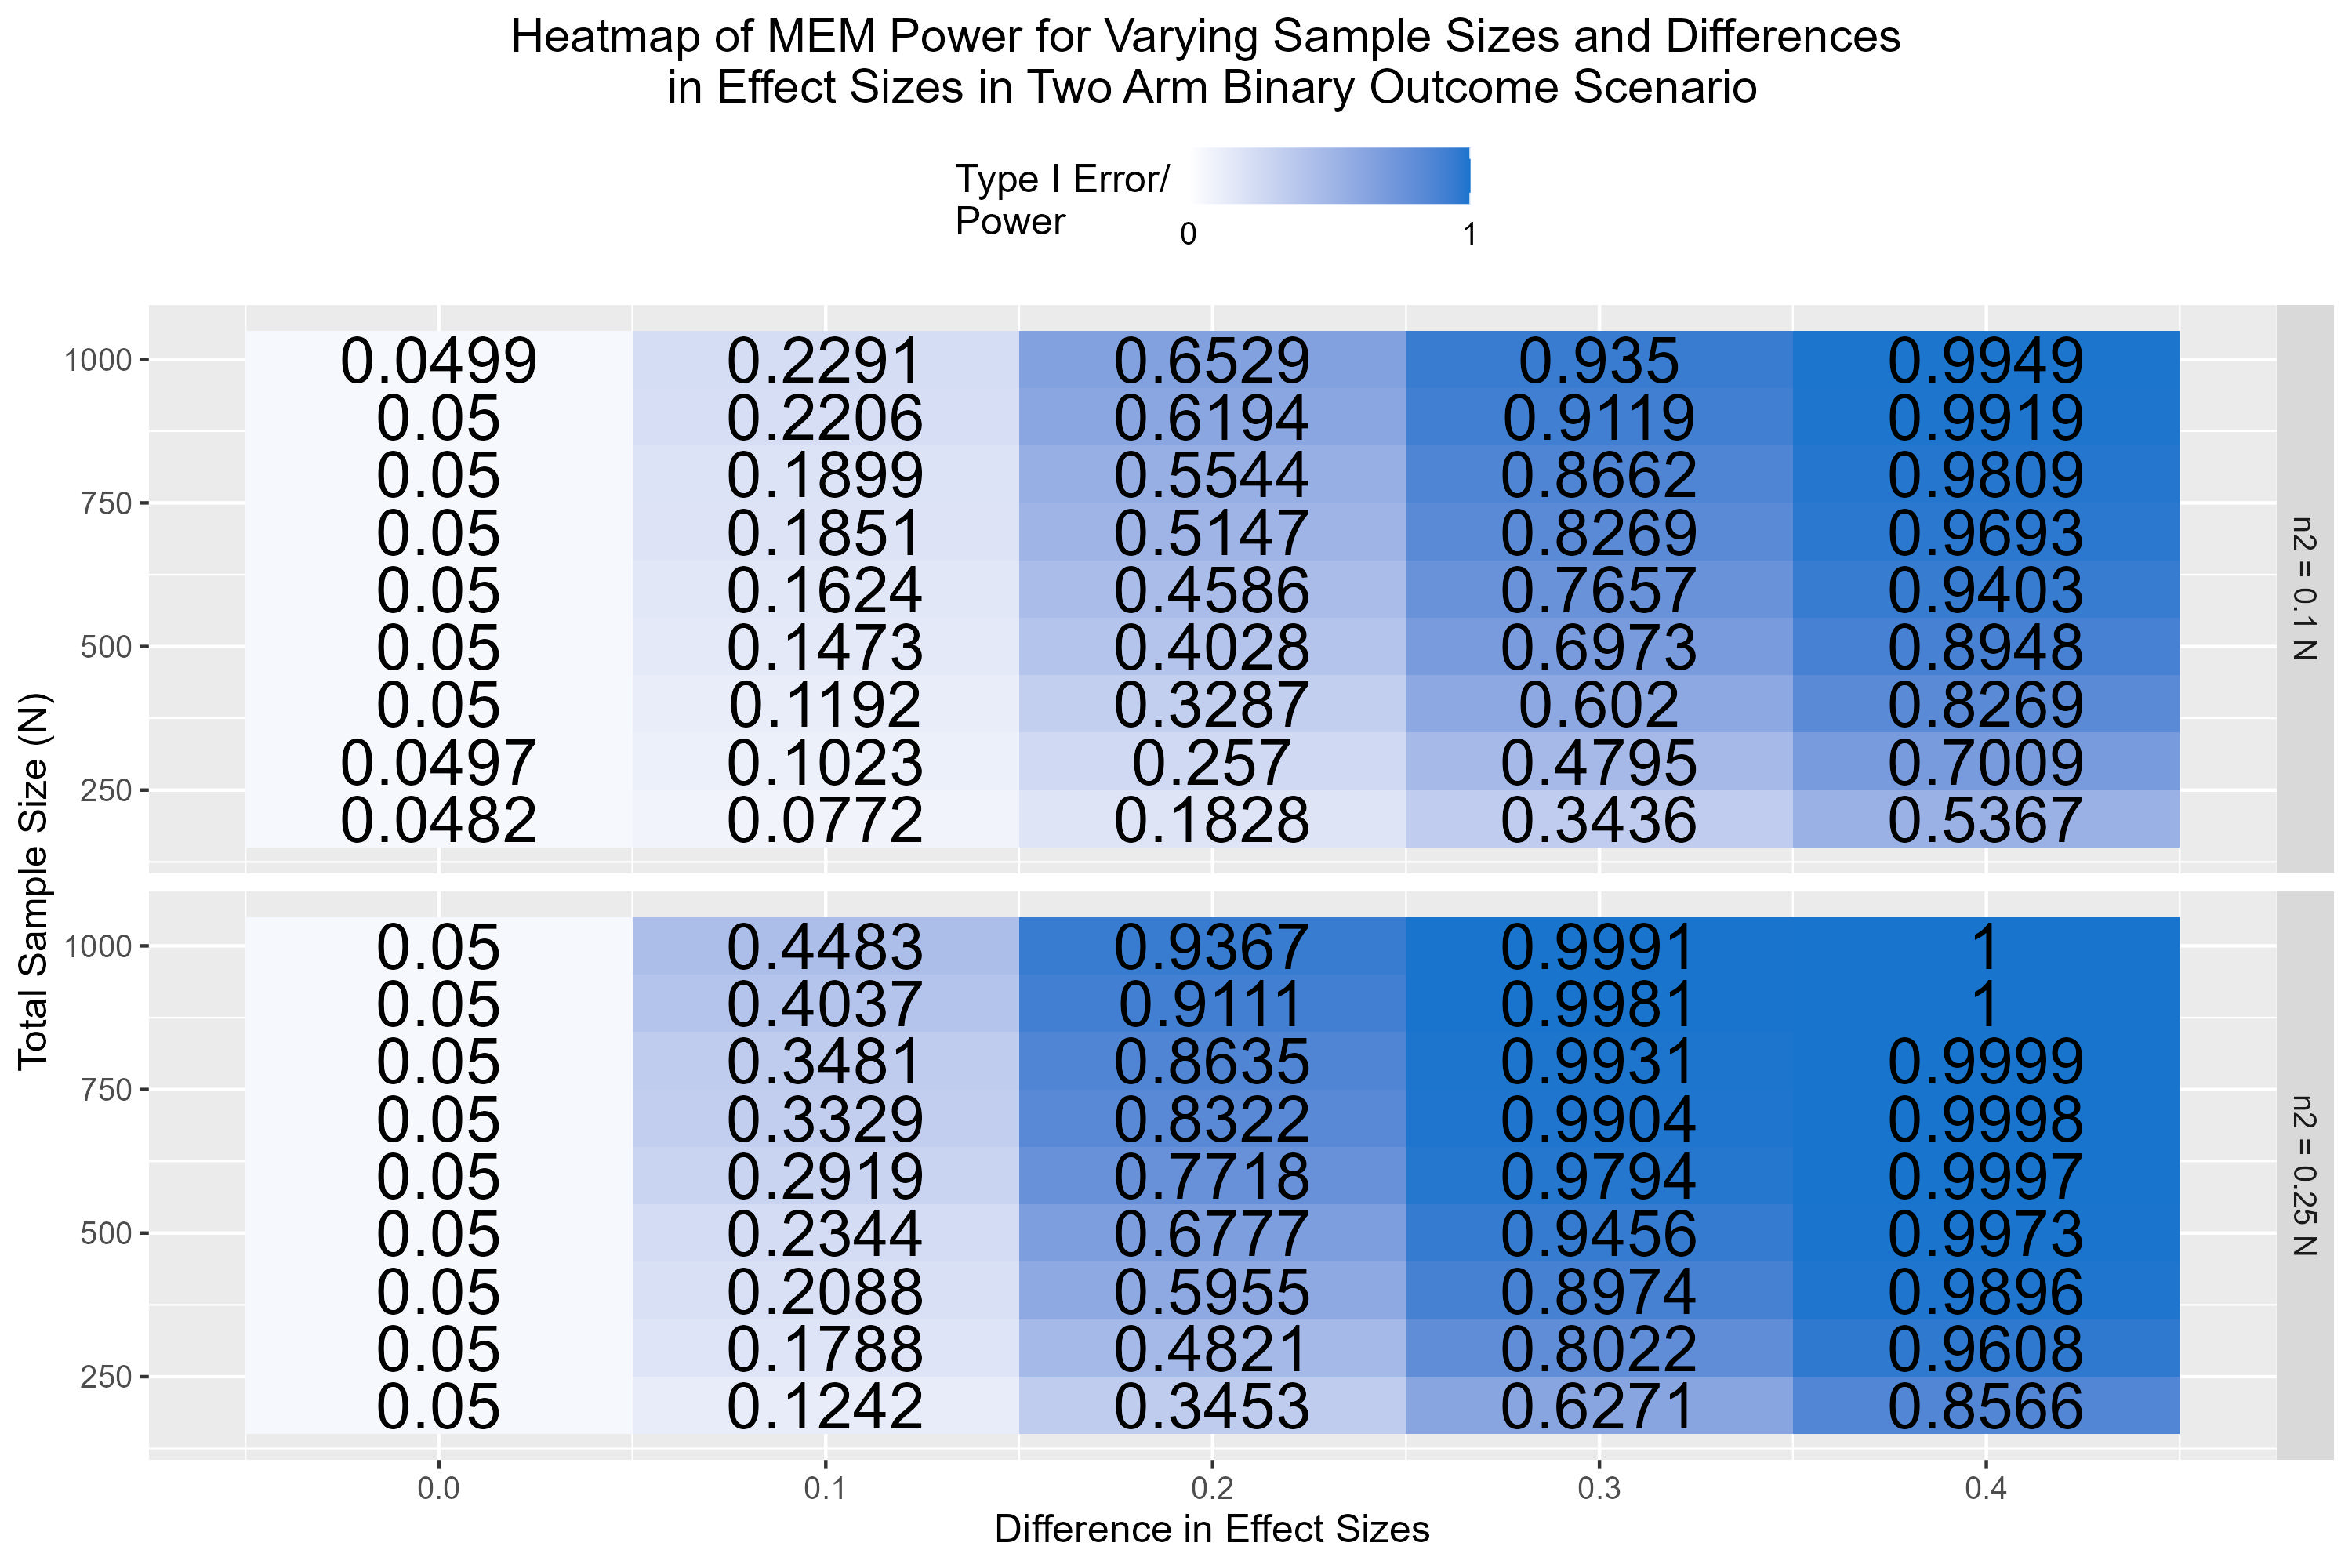 Heatmap of MEM Power for Varying Sample Sizes and Differences
in Effect Sizes in Two Arm Binary Outcome Scenario
Type I Error/
Power
0 1
Total Sample Size (N)
1000 0.0499 0.2291 0.6529 0.935 0.9949
0.05 0.2206 0.6194 0.9119 0.9919
0.05 0.1899 0.5544 0.8662 0.9809
750
0.05 0.1851 0.5147 0.8269 0.9693
0.05 0.1624 0.4586 0.7657 0.9403
500 0.05 0.1473 0.4028 0.6973 0.8948
0.05 0.1192 0.3287 0.602 0.8269
0.0497 0.1023 0.257 0.4795 0.7009
250
0.0482 0.0772 0.1828 0.3436 0.5367
n2 = 0.1 N
1000 0.05 0.4483 0.9367 0.9991 1
0.05 0.4037 0.9111 0.9981 1
0.05 0.3481 0.8635 0.9931 0.9999
750
0.05 0.3329 0.8322 0.9904 0.9998
0.05 0.2919 0.7718 0.9794 0.9997
500 0.05 0.2344 0.6777 0.9456 0.9973
0.05 0.2088 0.5955 0.8974 0.9896
0.05 0.1788 0.4821 0.8022 0.9608
250
0.05 0.1242 0.3453 0.6271 0.8566
n2 = 0.25 N
0.0 0.1 0.2 0.3 0.4
Difference in Effect Sizes